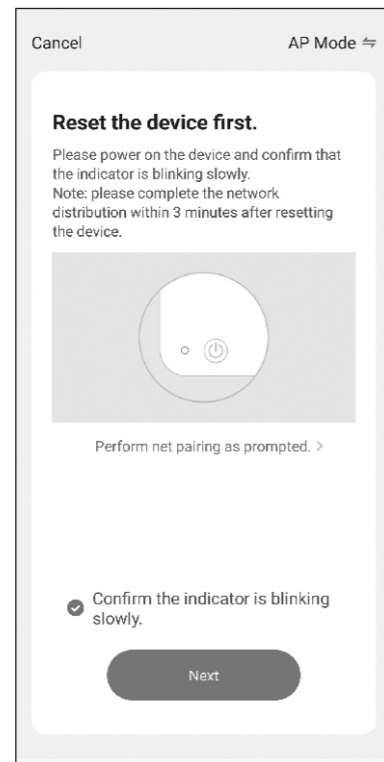 Cancel
AP Mode ⇋
Reset the device first.
Please power on the device and confirm that
the indicator is blinking slowly.
Note: please complete the network
distribution within 3 minutes after resetting
the device.
Perform net pairing as prompted. >
Confirm the indicator is blinking
slowly.
Next